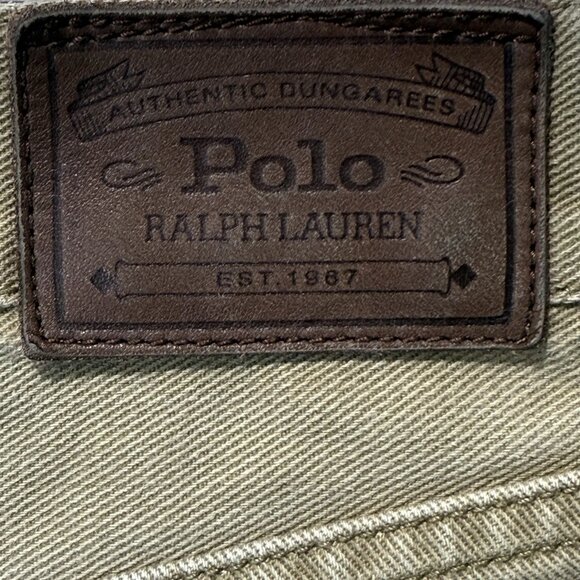 AUTHENTIC DUNGAREES
Polo
RALPH LAUREN
EST. 1967